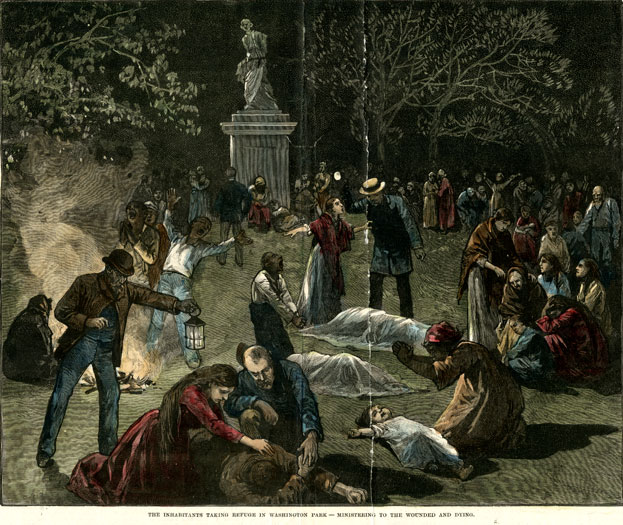 THE INHABITANTS TAKING REFUGE IN WASHINGTON PARK — MINISTERING TO THE WOUNDED AND DYING.